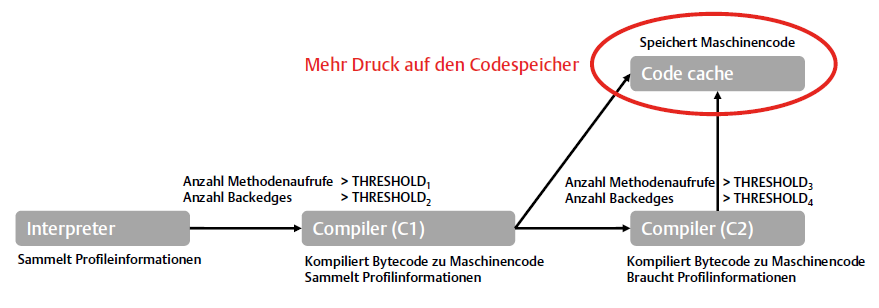 Speichert Maschinencode
Mehr Druck auf den Codespeicher
Code cache
Anzahl Methodenaufrufe > THRESHOLD₁
Anzahl Backedges > THRESHOLD₂
Anzahl Methodenaufrufe > THRESHOLD₃
Anzahl Backedges > THRESHOLD₄
Interpreter
Compiler (C1)
Compiler (C2)
Sammelt Profileinformationen
Kompiliert Bytecode zu Maschinencode
Sammelt Profilinformationen
Kompiliert Bytecode zu Maschinencode
Braucht Profilinformationen